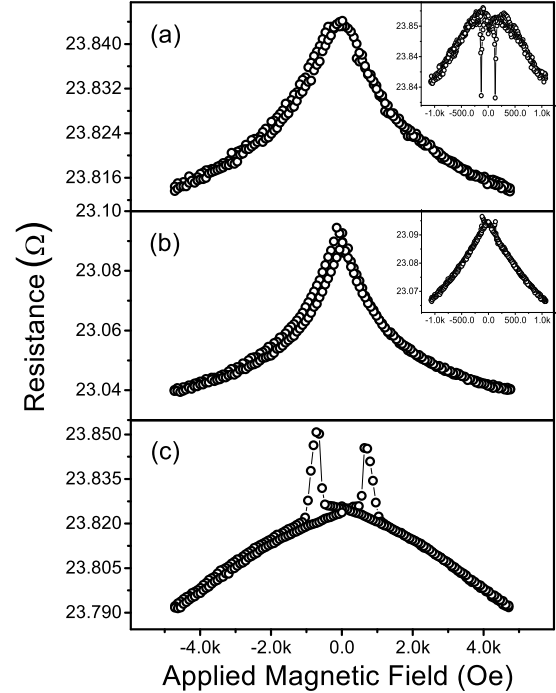 Resistance (Ω)
(a)
23.840
23.832
23.824
23.816
23.85
23.84
23.84
-1.0k -500.0 0.0 500.0 1.0k
23.10
(b)
23.08
23.06
23.04
23.09
23.08
23.07
-1.0k -500.0 0.0 500.0 1.0k
(c)
23.850
23.835
23.820
23.805
23.790
-4.0k -2.0k 0.0 2.0k 4.0k
Applied Magnetic Field (Oe)